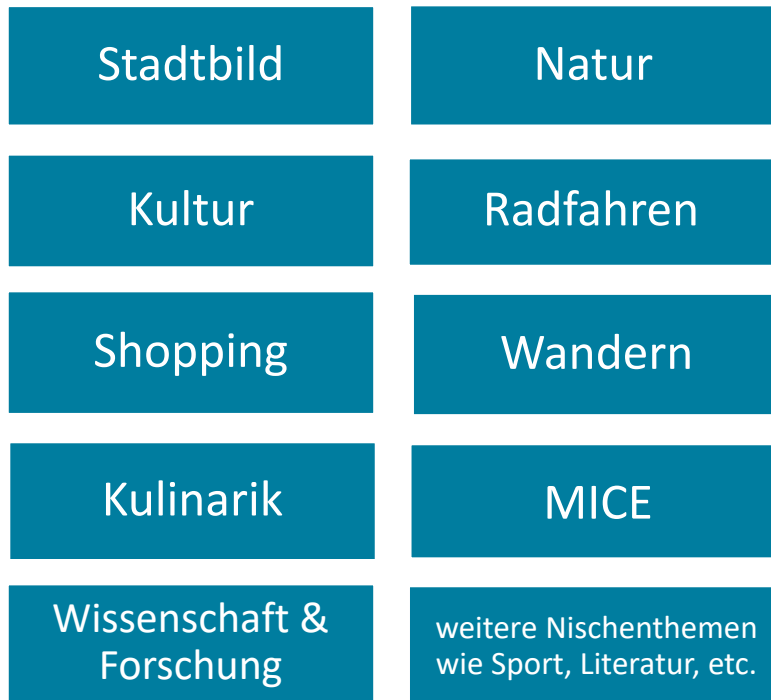 Stadtbild
Natur
Kultur
Radfahren
Shopping
Wandern
Kulinarik
MICE
Wissenschaft &
Forschung
weitere Nischenthemen
wie Sport, Literatur, etc.